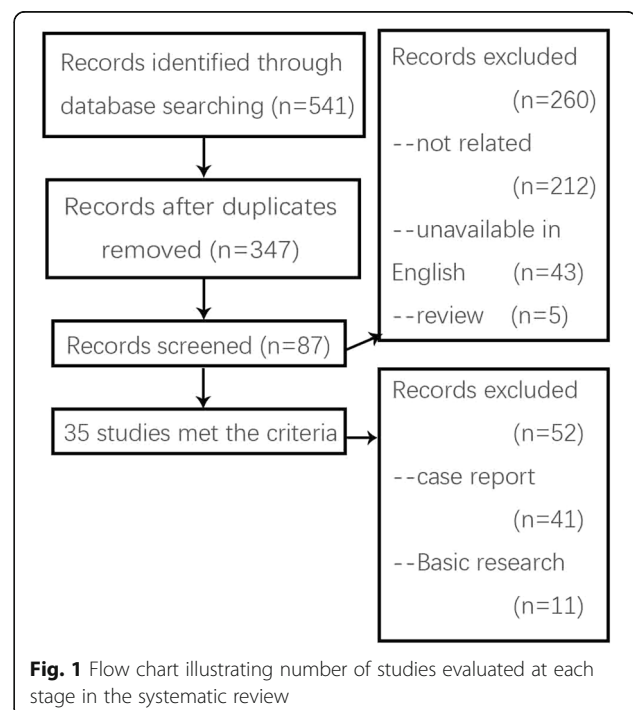 Records identified through
database searching (n=541)
Records after duplicates
removed (n=347)
Records screened (n=87)
35 studies met the criteria
Records excluded
(n=260)
--not related
(n=212)
--unavailable in
English (n=43)
--review (n=5)
Records excluded
(n=52)
--case report
(n=41)
--Basic research
(n=11)
Fig. 1 Flow chart illustrating number of studies evaluated at each
stage in the systematic review